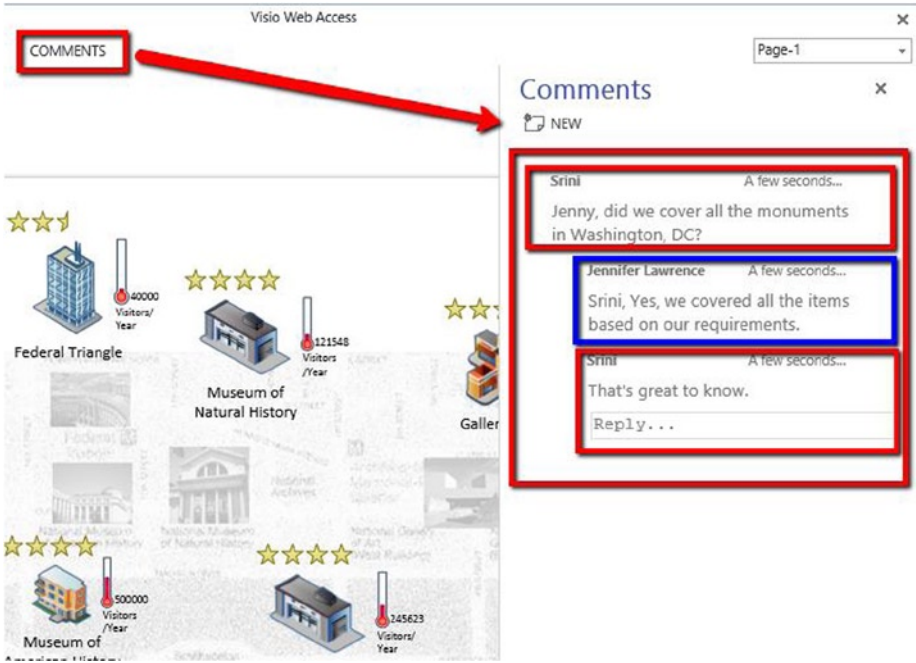 Visio Web Access
COMMENTS
Page-1
Comments
NEW
Srini A few seconds...
Jenny, did we cover all the monuments
in Washington, DC?
Jennifer Lawrence A few seconds...
Srini, Yes, we covered all the items
based on our requirements.
Srini A few seconds...
That's great to know.
Reply...
40000
Visitors/
Year
Federal Triangle
121548
Visitors
/Year
Museum of
Natural History
Galler
500000
Visitors
/Year
Museum of
American History
245623
Visitors/
Year